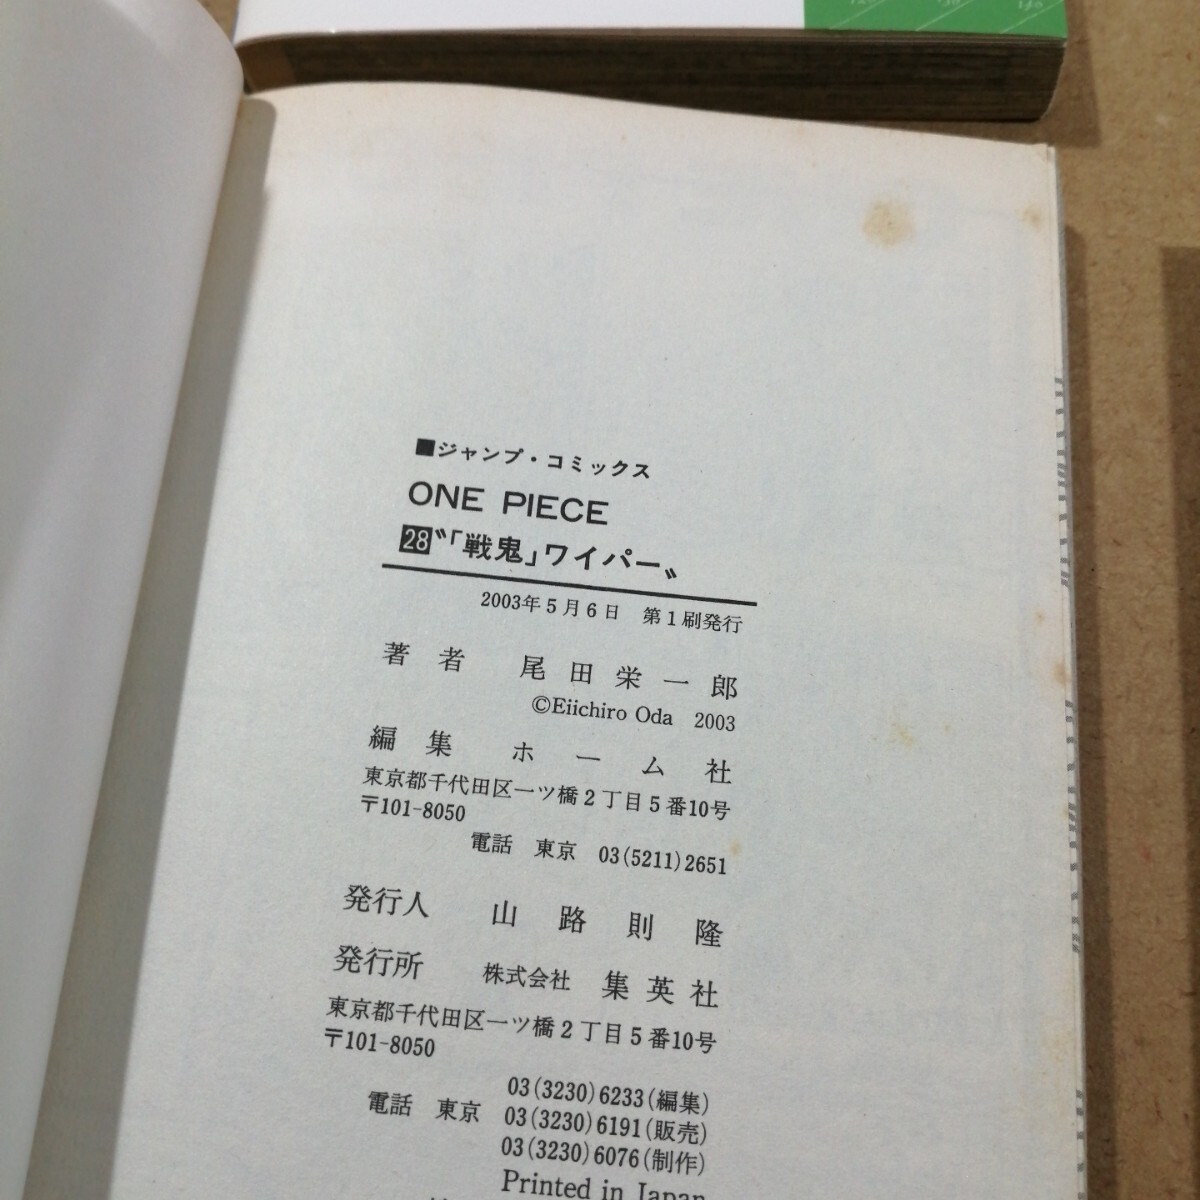 ■ジャンプ・コミックス
ONE PIECE
28〝「戦鬼」ワイパー〟
2003年5月6日　第1刷発行
著者　尾田栄一郎
©Eiichiro Oda 2003
編集　ホーム社
東京都千代田区一ツ橋2丁目5番10号
〒101-8050
電話　東京　03(5211)2651
発行人　山路則隆
発行所　株式会社　集英社
東京都千代田区一ツ橋2丁目5番10号
〒101-8050
03(3230)6233(編集)
電話　東京　03(3230)6191(販売)
03(3230)6076(制作)
Printed in Japan